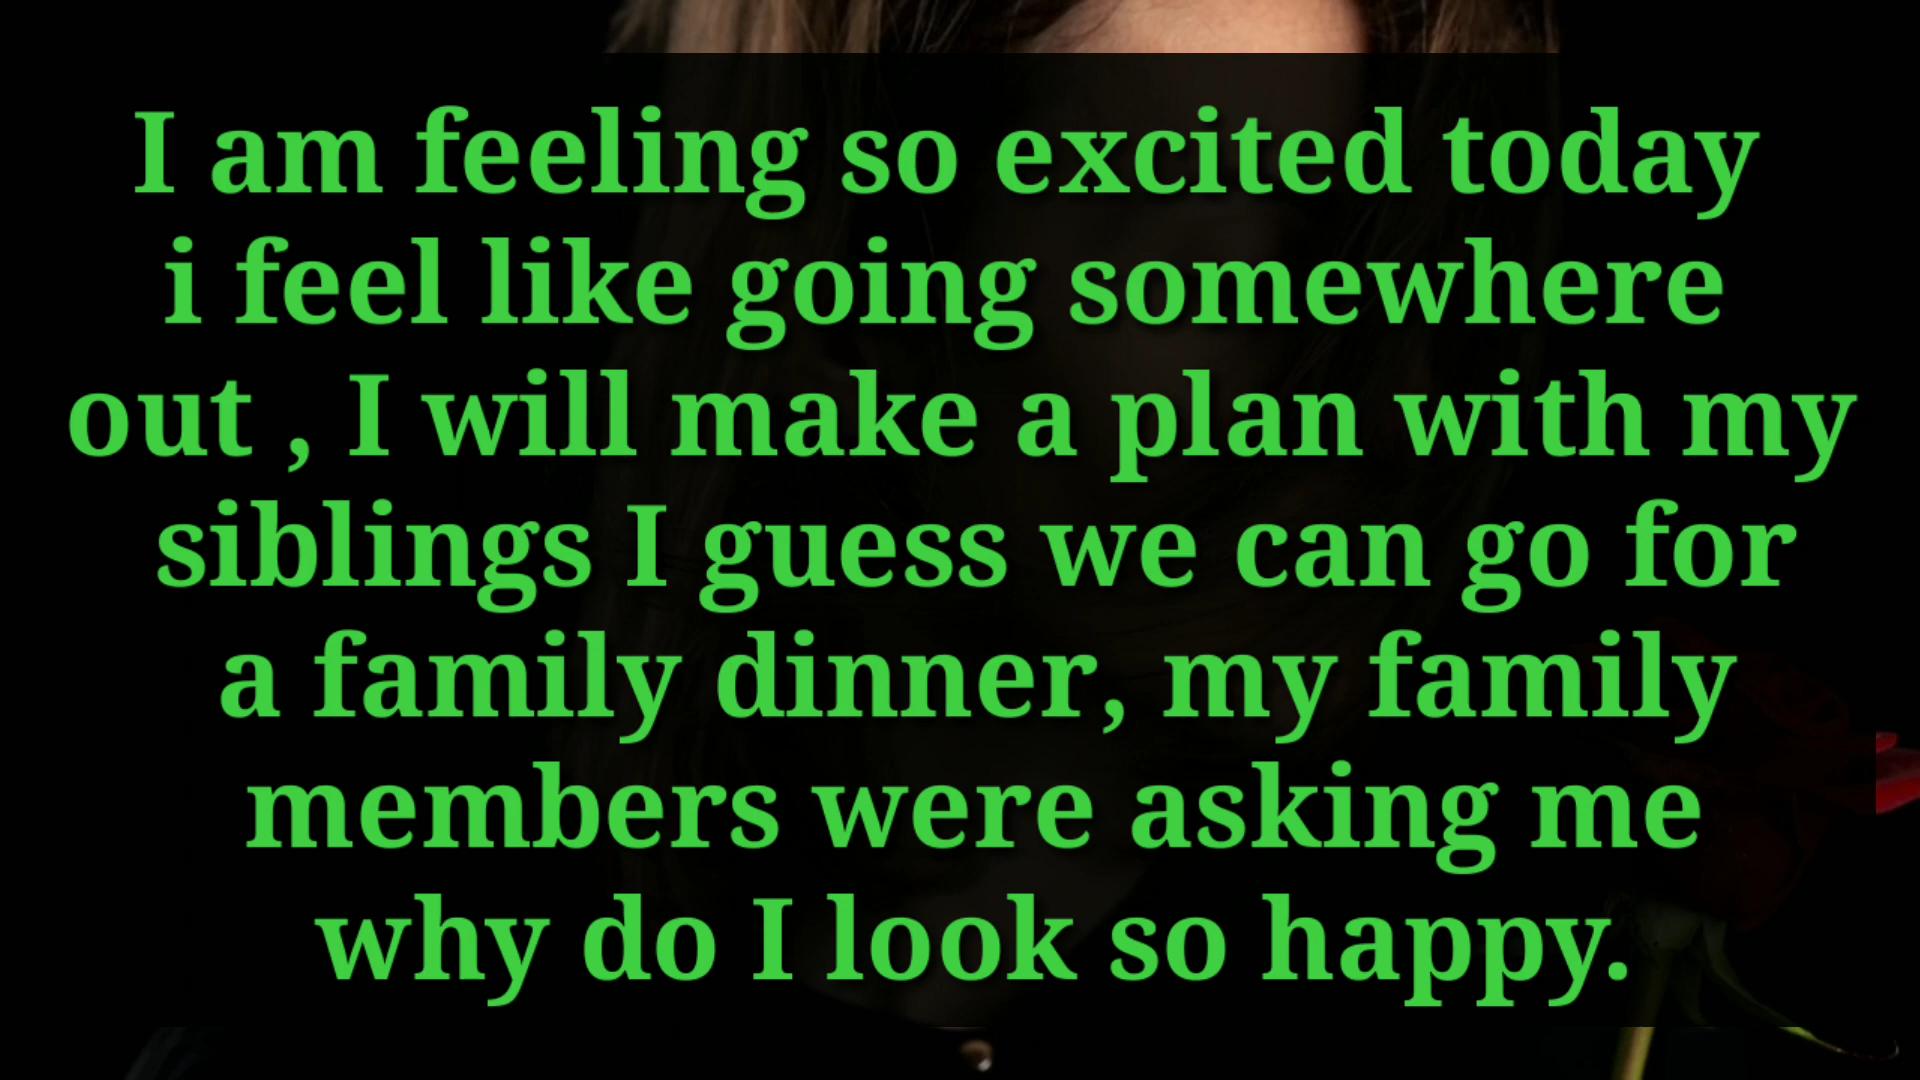 I am feeling so excited today
i feel like going somewhere
out , I will make a plan with my
siblings I guess we can go for
a family dinner, my family
members were asking me
why do I look so happy.